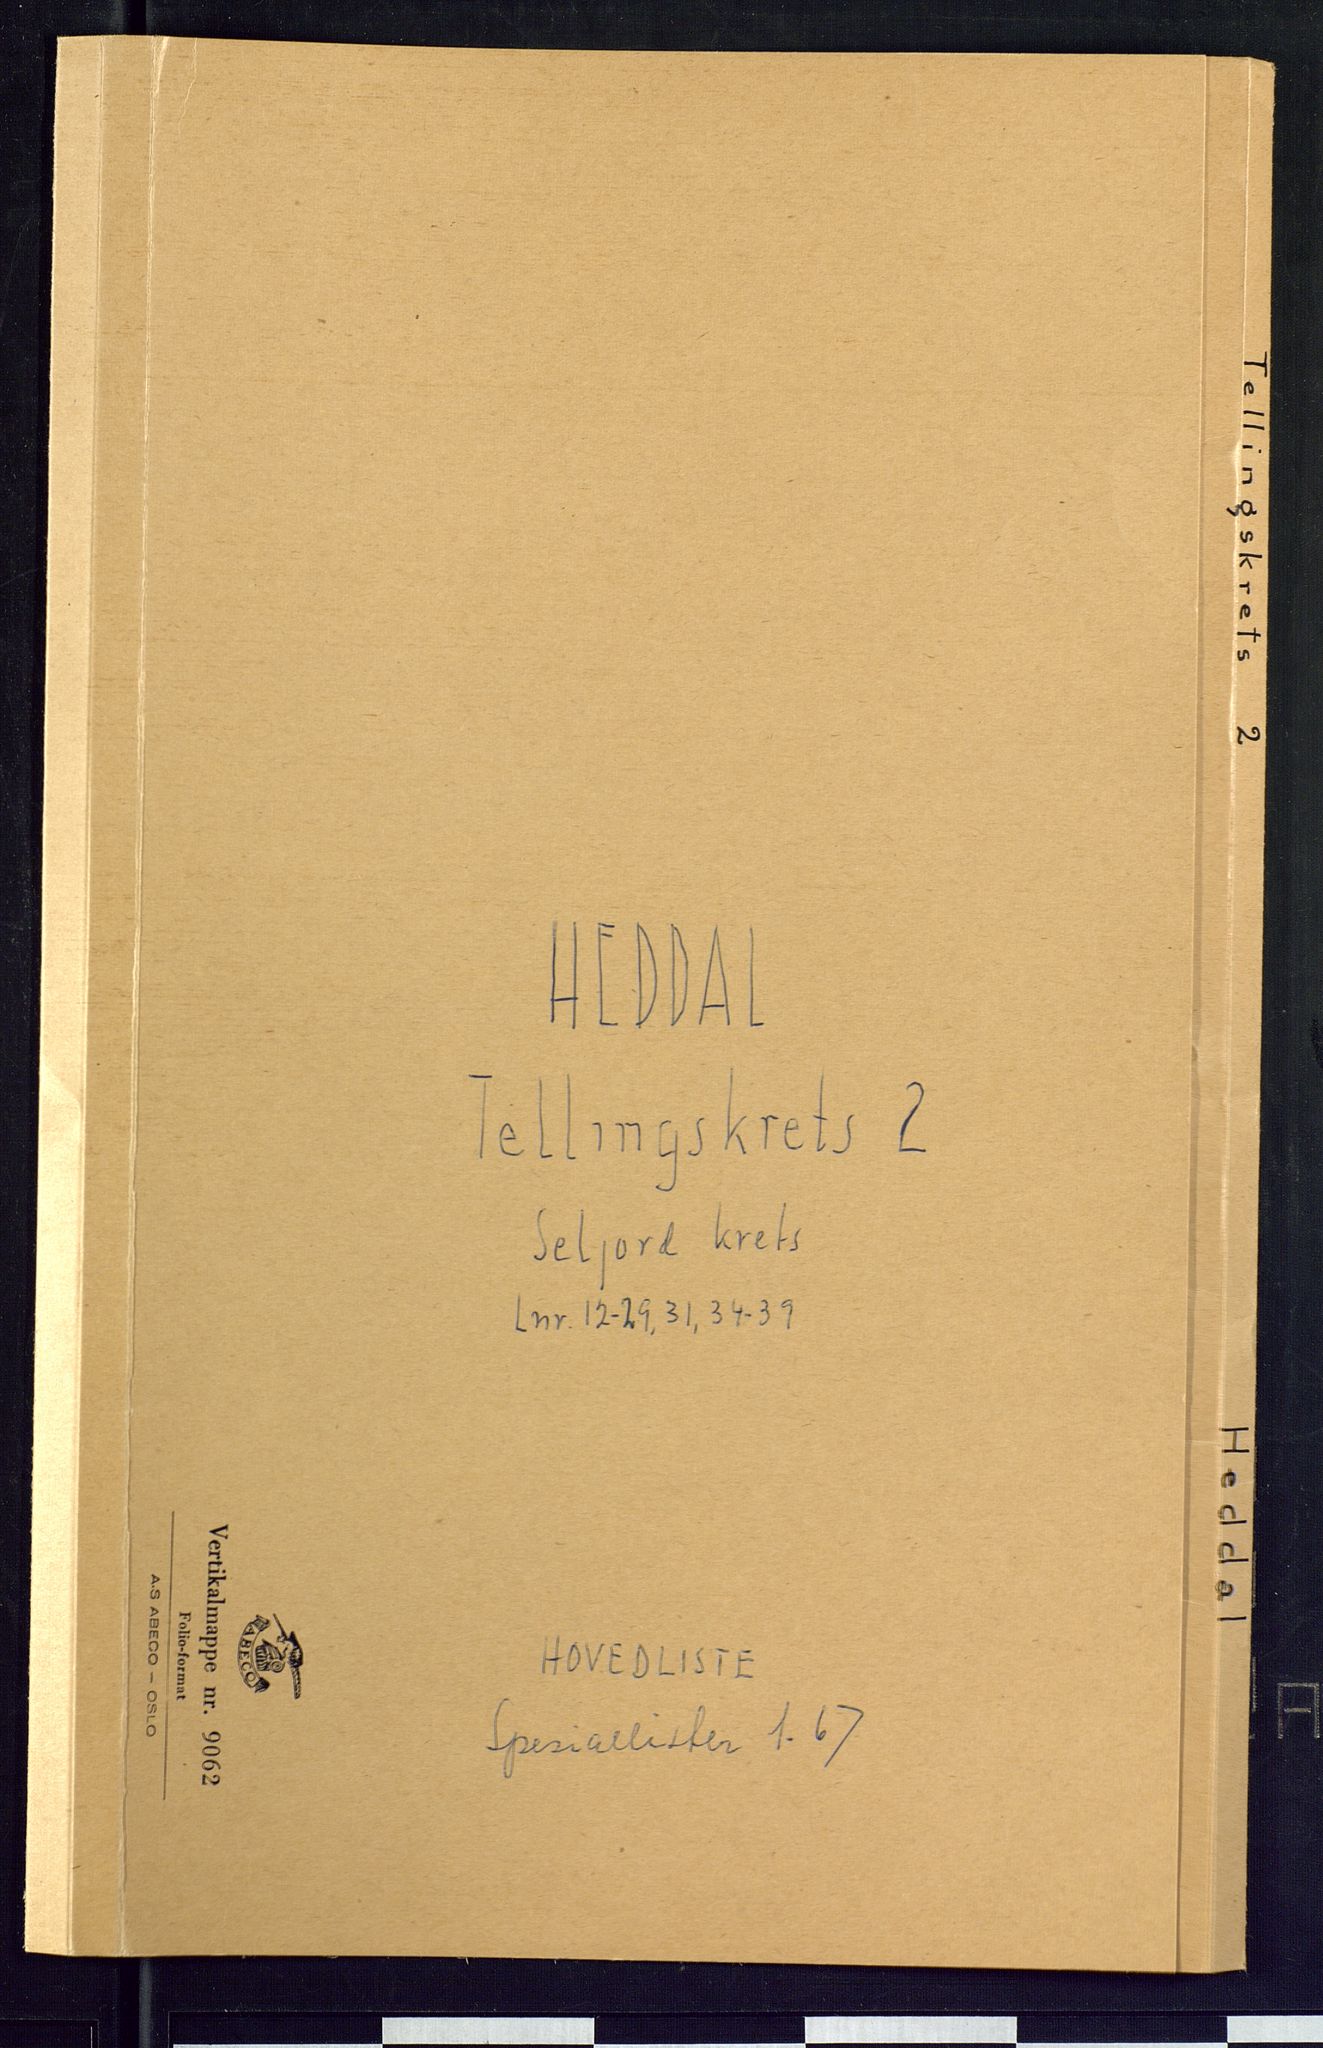 HEDDAL
Tellingskrets 2
Seljord krets
Lnr. 12-29, 31, 34-39
HOVEDLISTE
Spesiallister 1-67
Tellingskrets 2
Heddal
ABECO
Vertikalmappe nr. 9062
Folio-format
A.S ABECO – OSLO
A